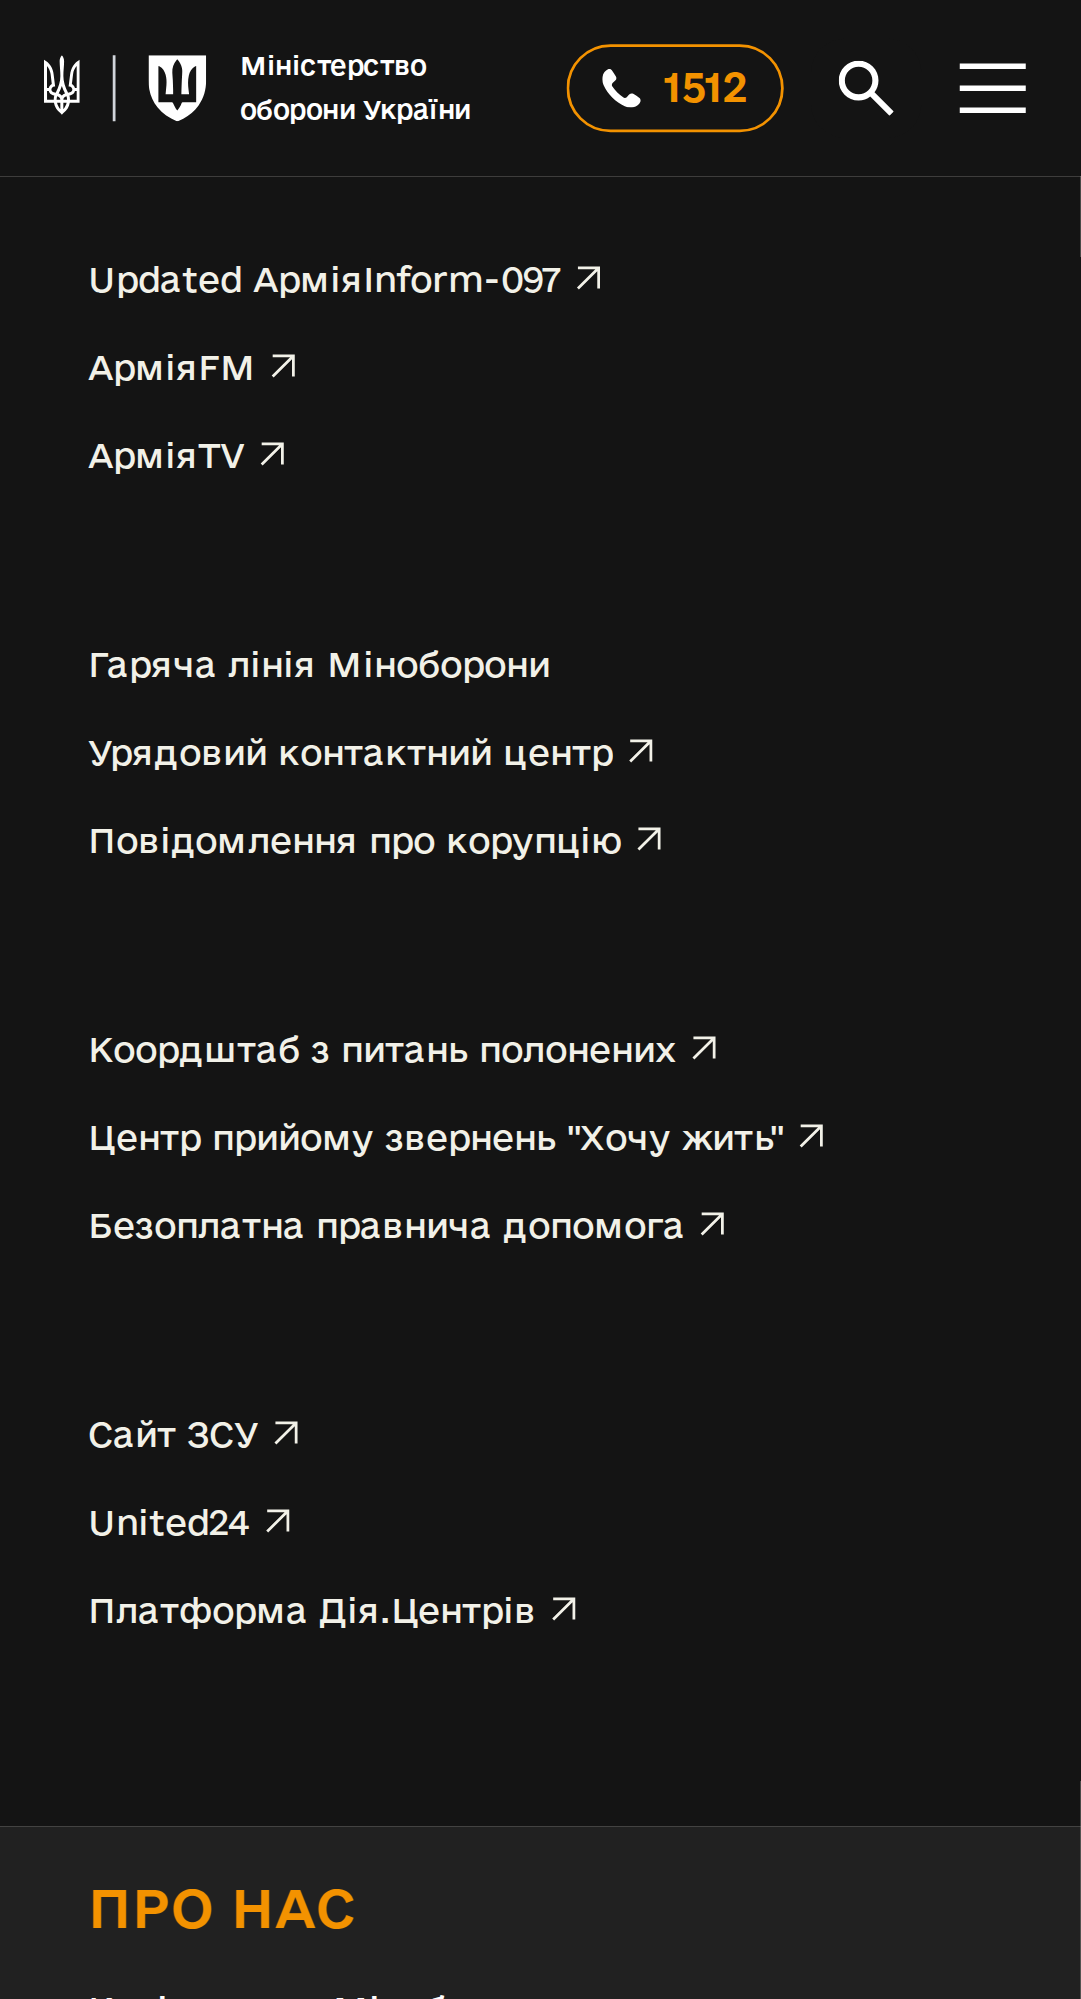 Міністерство
оборони України
1512
Updated АрміяInform-097
АрміяFM
АрміяTV
Гаряча лінія Міноборони
Урядовий контактний центр
Повідомлення про корупцію
Коордштаб з питань полонених
Центр прийому звернень "Хочу жить"
Безоплатна правнича допомога
Сайт ЗСУ
United24
Платформа Дія.Центрів
ПРО НАС